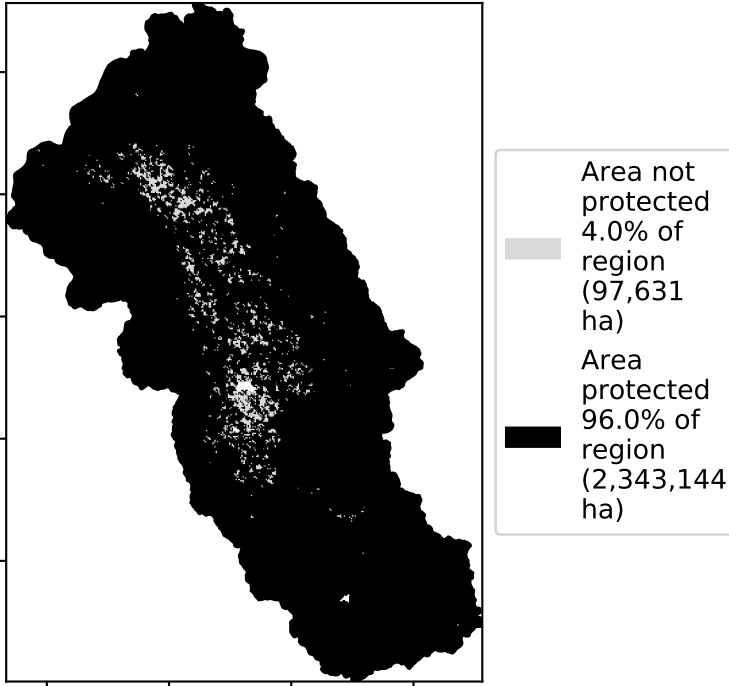 Area not
protected
4.0% of
region
(97,631
ha)
Area
protected
96.0% of
region
(2,343,144
ha)